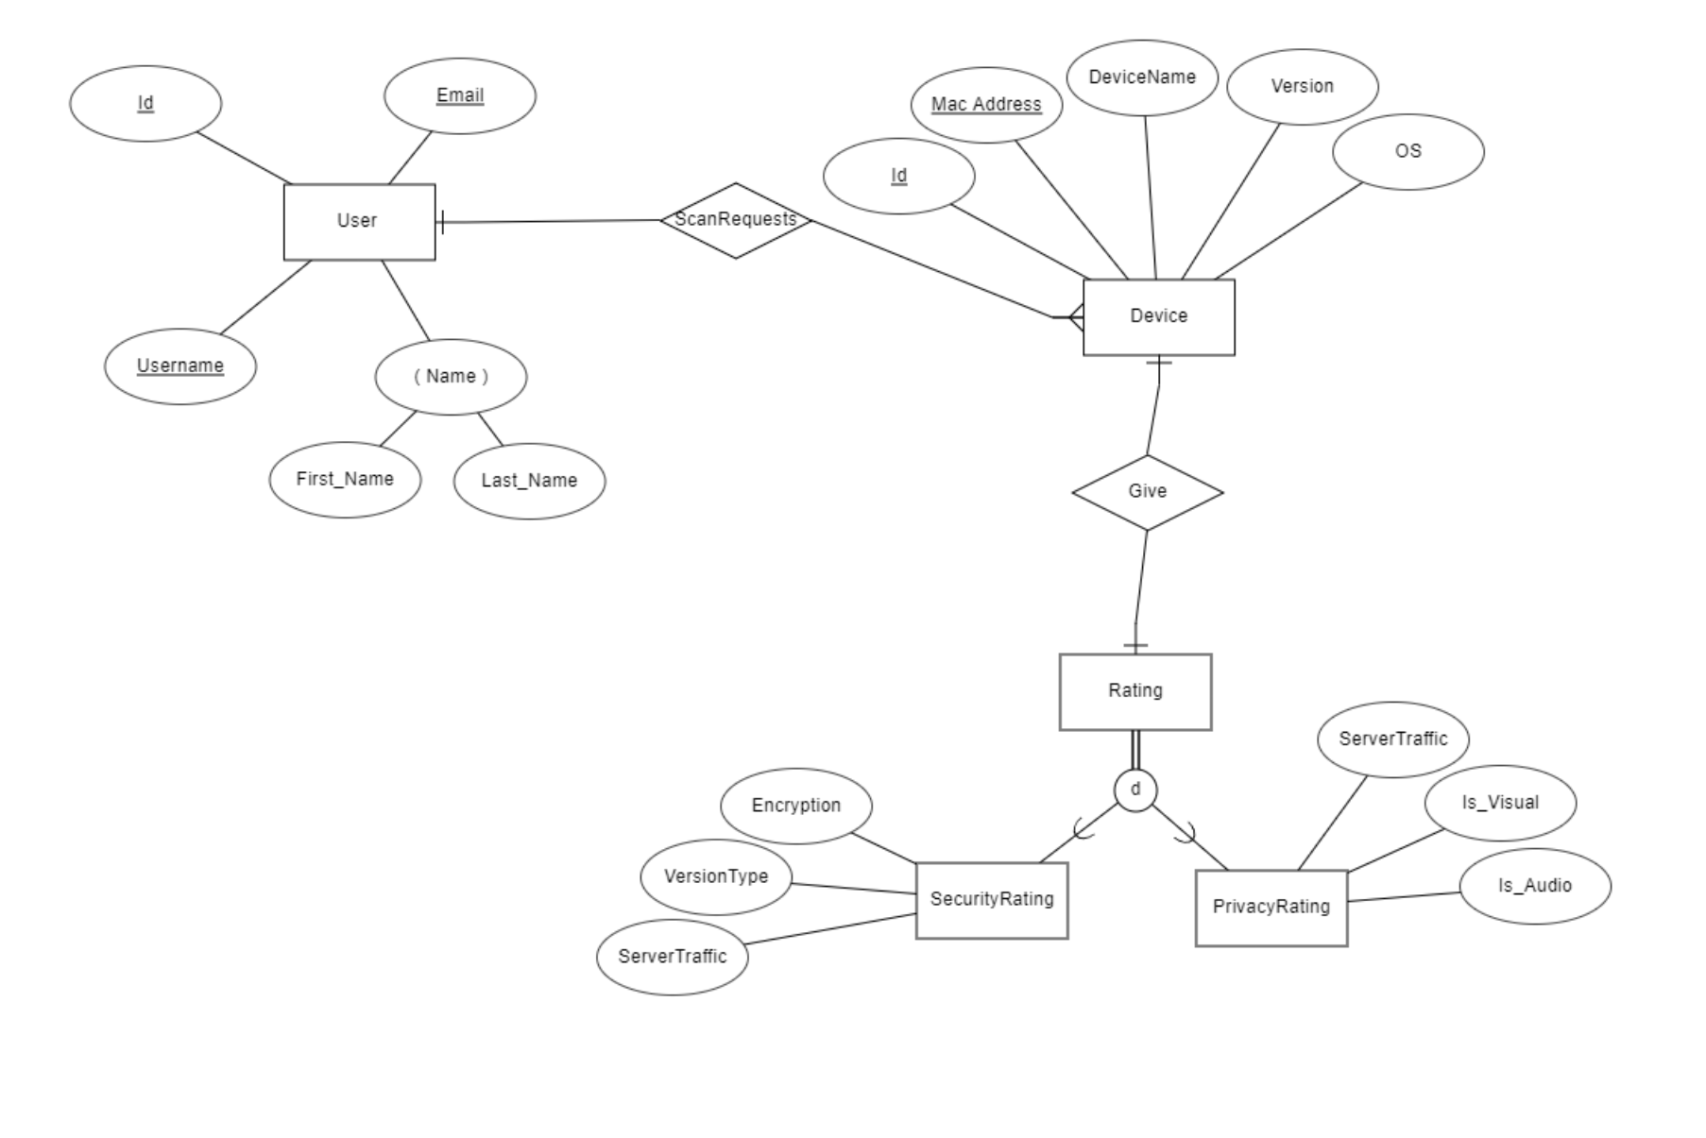 Id
Email
User
Username
( Name )
First_Name
Last_Name
ScanRequests
Id
Mac Address
DeviceName
Version
OS
Device
Give
Rating
d
Encryption
VersionType
ServerTraffic
SecurityRating
ServerTraffic
Is_Visual
Is_Audio
PrivacyRating